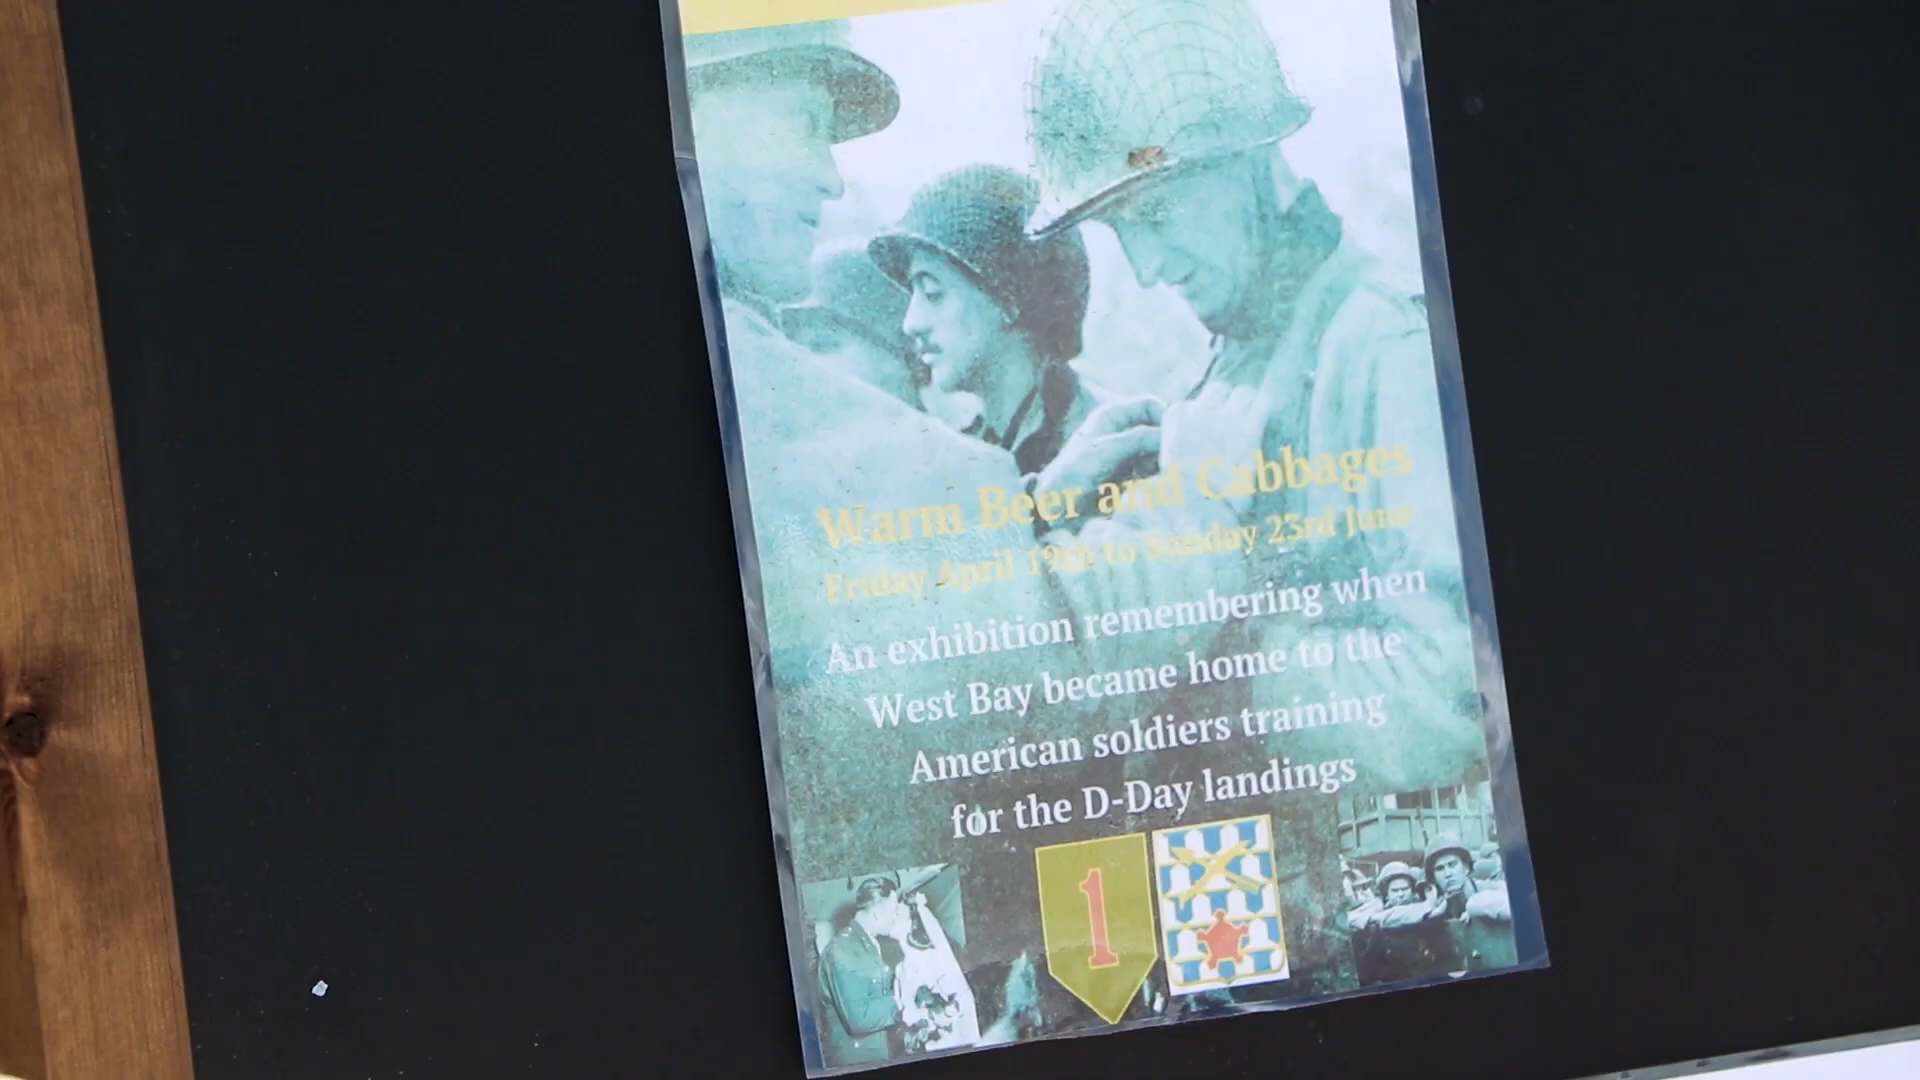 Warm Beer and Cabbages
Friday April 19th to Sunday 23rd June
An exhibition remembering when
West Bay became home to the
American soldiers training
for the D-Day landings
1